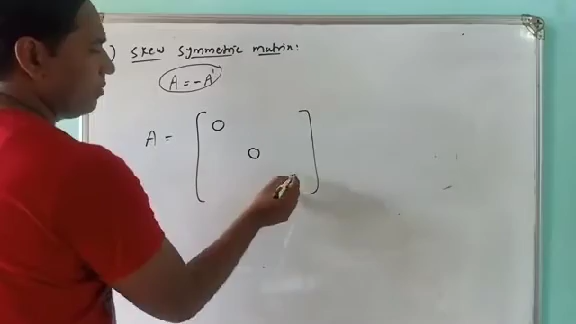 ) skew symmetric matrix:
A = -A'
A = [ 0
0 ]